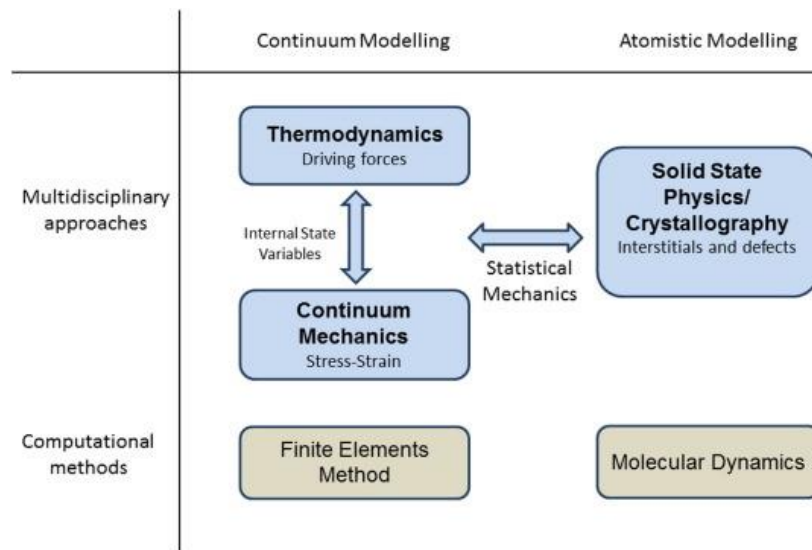 Continuum Modelling
Atomistic Modelling
Multidisciplinary
approaches
Thermodynamics
Driving forces
Internal State
Variables
Continuum
Mechanics
Stress-Strain
Statistical
Mechanics
Solid State
Physics/
Crystallography
Interstitials and defects
Computational
methods
Finite Elements
Method
Molecular Dynamics